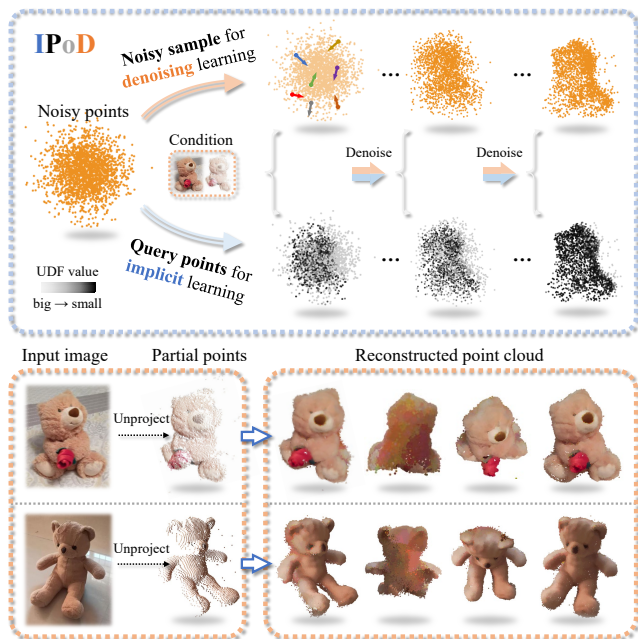 IPoD
Noisy sample for
denoising learning
Noisy points
Condition
Denoise
Denoise
...
...
Query points for
implicit learning
UDF value
big → small
...
...
Input image
Partial points
Reconstructed point cloud
Unproject
Unproject